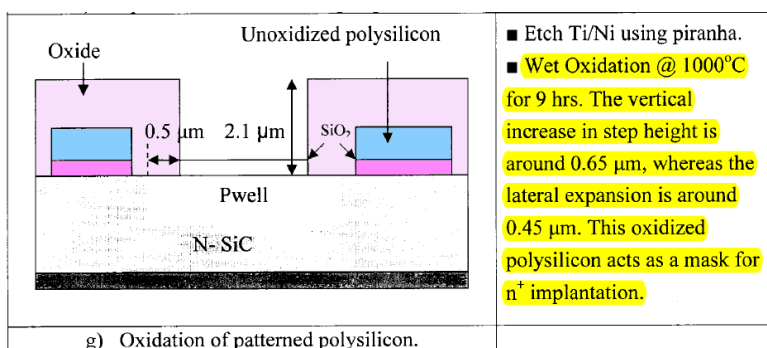 Unoxidized polysilicon
Oxide
0.5 μm
2.1 μm
SiO₂
Pwell
N- SiC
■ Etch Ti/Ni using piranha.
■ Wet Oxidation @ 1000°C
for 9 hrs. The vertical
increase in step height is
around 0.65 μm, whereas the
lateral expansion is around
0.45 μm. This oxidized
polysilicon acts as a mask for
n⁺ implantation.
g) Oxidation of patterned polysilicon.